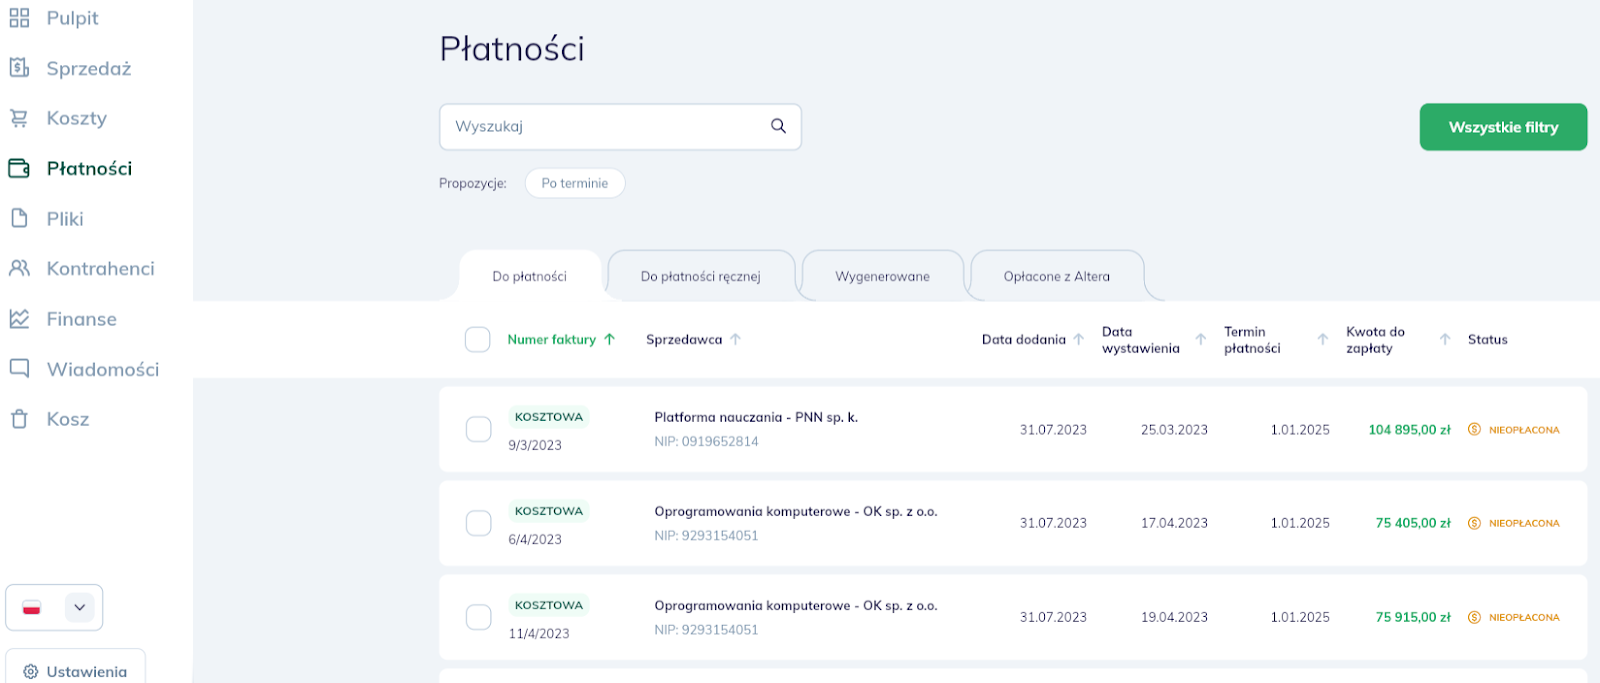 Pulpit
Sprzedaż
Koszty
Płatności
Pliki
Kontrahenci
Finanse
Wiadomości
Kosz
Ustawienia
Płatności
Wyszukaj
Wszystkie filtry
Propozycje: Po terminie
Do płatności Do płatności ręcznej Wygenerowane Opłacone z Altera
Numer faktury Sprzedawca Data dodania Data wystawienia Termin płatności Kwota do zapłaty Status
KOSZTOWA Platforma nauczania - PNN sp. k.
9/3/2023 NIP: 0919652814 31.07.2023 25.03.2023 1.01.2025 104 895,00 zł NIEOPŁACONA
KOSZTOWA Oprogramowania komputerowe - OK sp. z o.o.
6/4/2023 NIP: 9293154051 31.07.2023 17.04.2023 1.01.2025 75 405,00 zł NIEOPŁACONA
KOSZTOWA Oprogramowania komputerowe - OK sp. z o.o.
11/4/2023 NIP: 9293154051 31.07.2023 19.04.2023 1.01.2025 75 915,00 zł NIEOPŁACONA